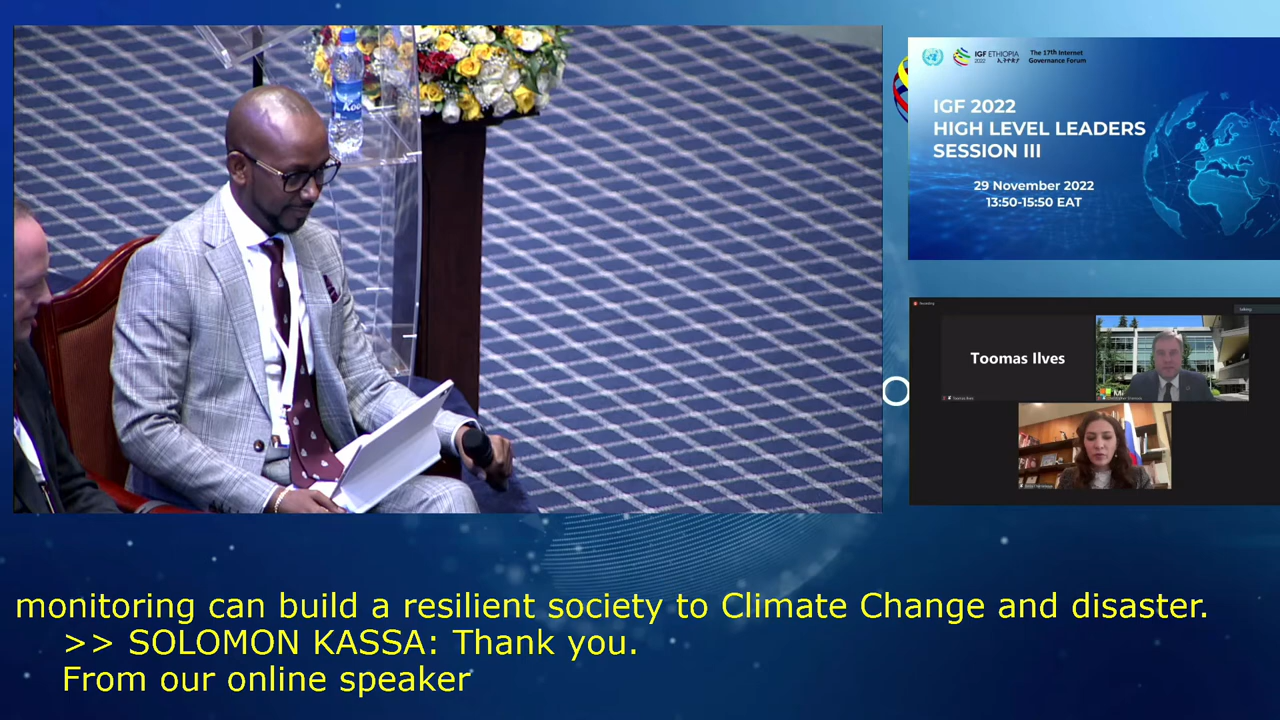 IGF ETHIOPIA
2022 ኢትዮጵያ
The 17th Internet
Governance Forum
IGF 2022
HIGH LEVEL LEADERS
SESSION III
29 November 2022
13:50-15:50 EAT
Toomas Ilves
monitoring can build a resilient society to Climate Change and disaster.
>> SOLOMON KASSA: Thank you.
From our online speaker